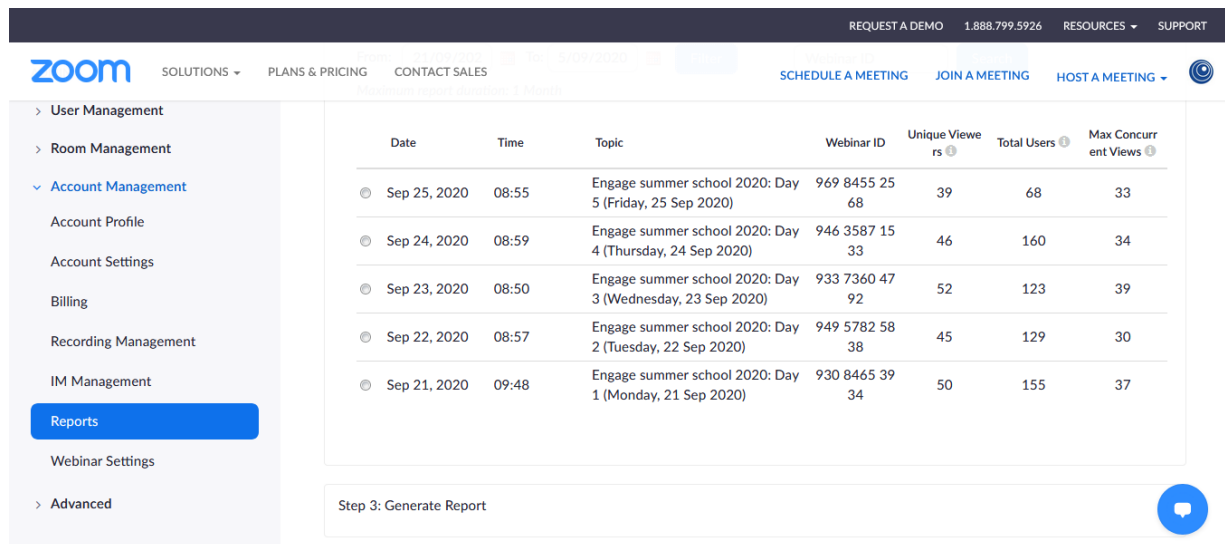 REQUEST A DEMO 1.888.799.5926 RESOURCES SUPPORT
zoom SOLUTIONS PLANS & PRICING CONTACT SALES SCHEDULE A MEETING JOIN A MEETING HOST A MEETING
Maximum report duration: 1 Month
User Management
Room Management
Account Management
Account Profile
Account Settings
Billing
Recording Management
IM Management
Reports
Webinar Settings
Advanced
Date Time Topic Webinar ID Unique Viewe Total Users Max Concurr
rs ent Views
Sep 25, 2020 08:55 Engage summer school 2020: Day 969 8455 25 39 68 33
5 (Friday, 25 Sep 2020) 68
Sep 24, 2020 08:59 Engage summer school 2020: Day 946 3587 15 46 160 34
4 (Thursday, 24 Sep 2020) 33
Sep 23, 2020 08:50 Engage summer school 2020: Day 933 7360 47 52 123 39
3 (Wednesday, 23 Sep 2020) 92
Sep 22, 2020 08:57 Engage summer school 2020: Day 949 5782 58 45 129 30
2 (Tuesday, 22 Sep 2020) 38
Sep 21, 2020 09:48 Engage summer school 2020: Day 930 8465 39 50 155 37
1 (Monday, 21 Sep 2020) 34
Step 3: Generate Report